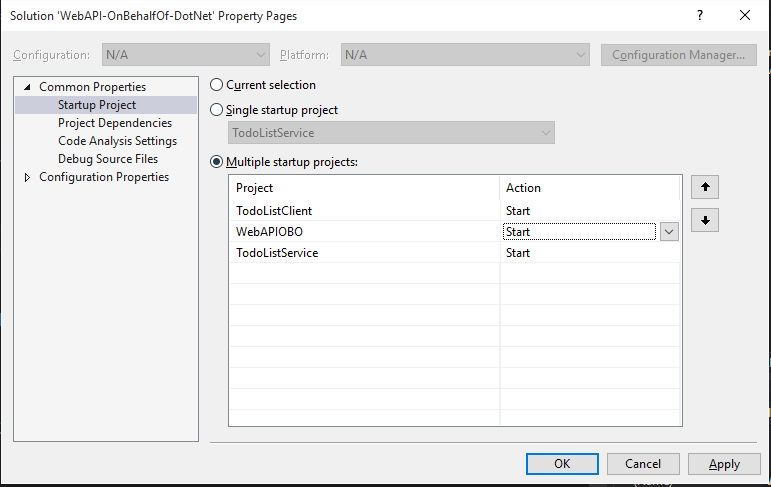 Solution 'WebAPI-OnBehalfOf-DotNet' Property Pages
?
Configuration: N/A Platform: N/A Configuration Manager...
Common Properties
Startup Project
Project Dependencies
Code Analysis Settings
Debug Source Files
Configuration Properties
Current selection
Single startup project
TodoListService
Multiple startup projects:
Project Action
TodoListClient Start
WebAPIOBO Start
TodoListService Start
OK Cancel Apply